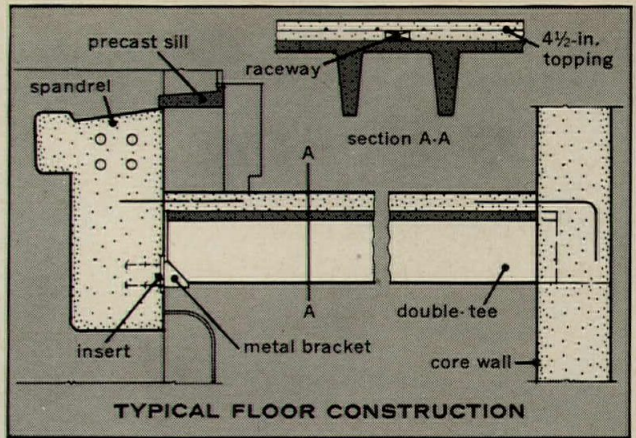 precast sill
spandrel
raceway
4½-in.
topping
section A-A
A
A
insert
metal bracket
double-tee
core wall
TYPICAL FLOOR CONSTRUCTION